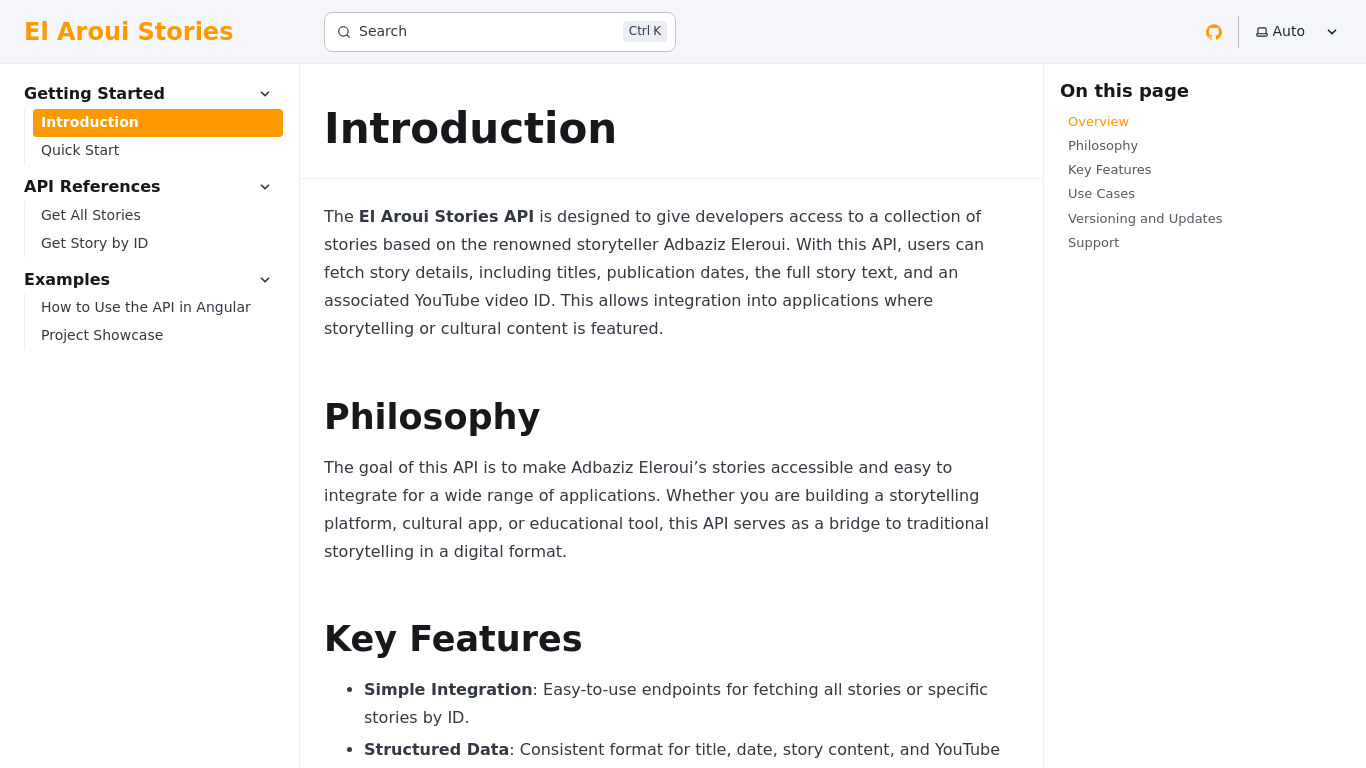 El Aroui Stories
Search
Ctrl K
Auto
Getting Started
Introduction
Quick Start
API References
Get All Stories
Get Story by ID
Examples
How to Use the API in Angular
Project Showcase
Introduction
The El Aroui Stories API is designed to give developers access to a collection of
stories based on the renowned storyteller Adbaziz Eleroui. With this API, users can
fetch story details, including titles, publication dates, the full story text, and an
associated YouTube video ID. This allows integration into applications where
storytelling or cultural content is featured.
Philosophy
The goal of this API is to make Adbaziz Eleroui’s stories accessible and easy to
integrate for a wide range of applications. Whether you are building a storytelling
platform, cultural app, or educational tool, this API serves as a bridge to traditional
storytelling in a digital format.
Key Features
• Simple Integration: Easy-to-use endpoints for fetching all stories or specific
stories by ID.
• Structured Data: Consistent format for title, date, story content, and YouTube
On this page
Overview
Philosophy
Key Features
Use Cases
Versioning and Updates
Support